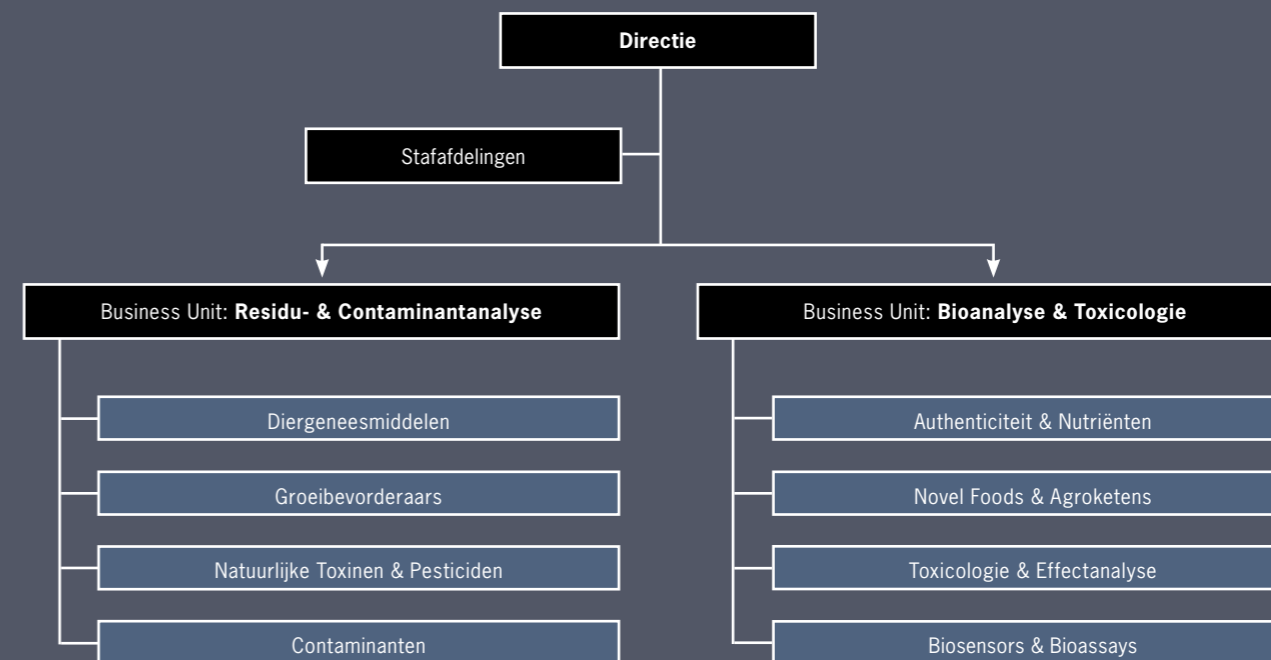 Directie
Stafafdelingen
Business Unit: Residu- & Contaminantanalyse
Diergeneesmiddelen
Groeibevorderaars
Natuurlijke Toxinen & Pesticiden
Contaminanten
Business Unit: Bioanalyse & Toxicologie
Authenticiteit & Nutriënten
Novel Foods & Agroketens
Toxicologie & Effectanalyse
Biosensors & Bioassays